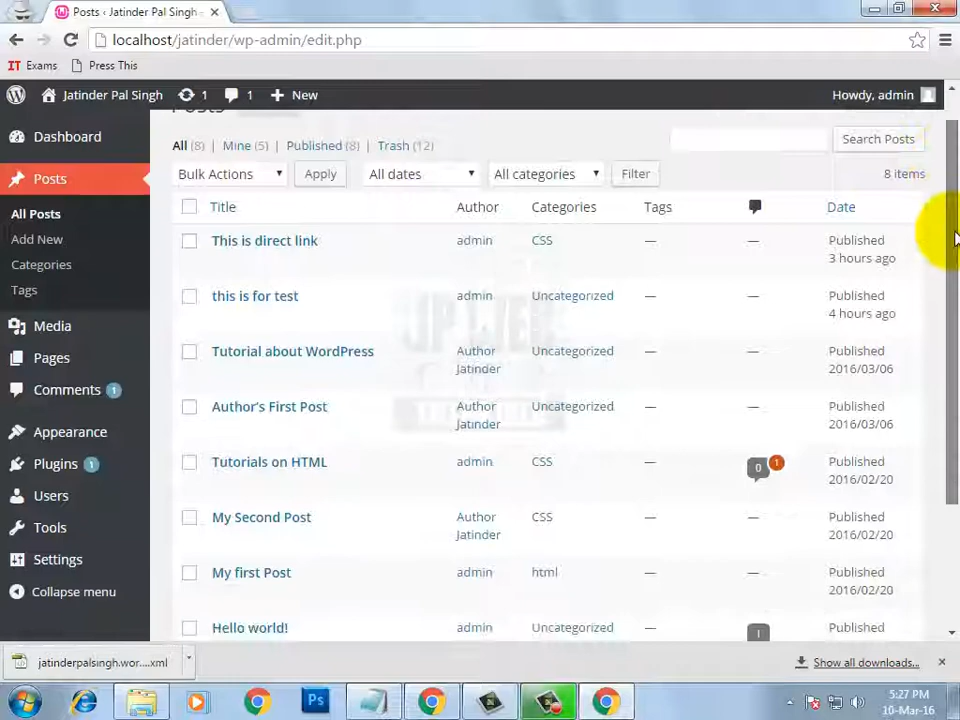 Posts ‹ Jatinder Pal Singh
localhost/jatinder/wp-admin/edit.php
IT Exams Press This
Jatinder Pal Singh 1 1 New Howdy, admin
Dashboard
Posts
All Posts
Add New
Categories
Tags
Media
Pages
Comments 1
Appearance
Plugins 1
Users
Tools
Settings
Collapse menu
All (8) | Mine (5) | Published (8) | Trash (12) Search Posts
Bulk Actions Apply All dates All categories Filter 8 items
Title Author Categories Tags Date
This is direct link admin CSS — — Published
3 hours ago
this is for test admin Uncategorized — — Published
4 hours ago
Tutorial about WordPress Author Jatinder Uncategorized — — Published
2016/03/06
Author's First Post Author Jatinder Uncategorized — — Published
2016/03/06
Tutorials on HTML admin CSS — 0 1 Published
2016/02/20
My Second Post Author Jatinder CSS — — Published
2016/02/20
My first Post admin html — — Published
2016/02/20
Hello world! admin Uncategorized — 1 Published
jatinderpalsingh.wor....xml Show all downloads...
Ps
5:27 PM
10-Mar-16